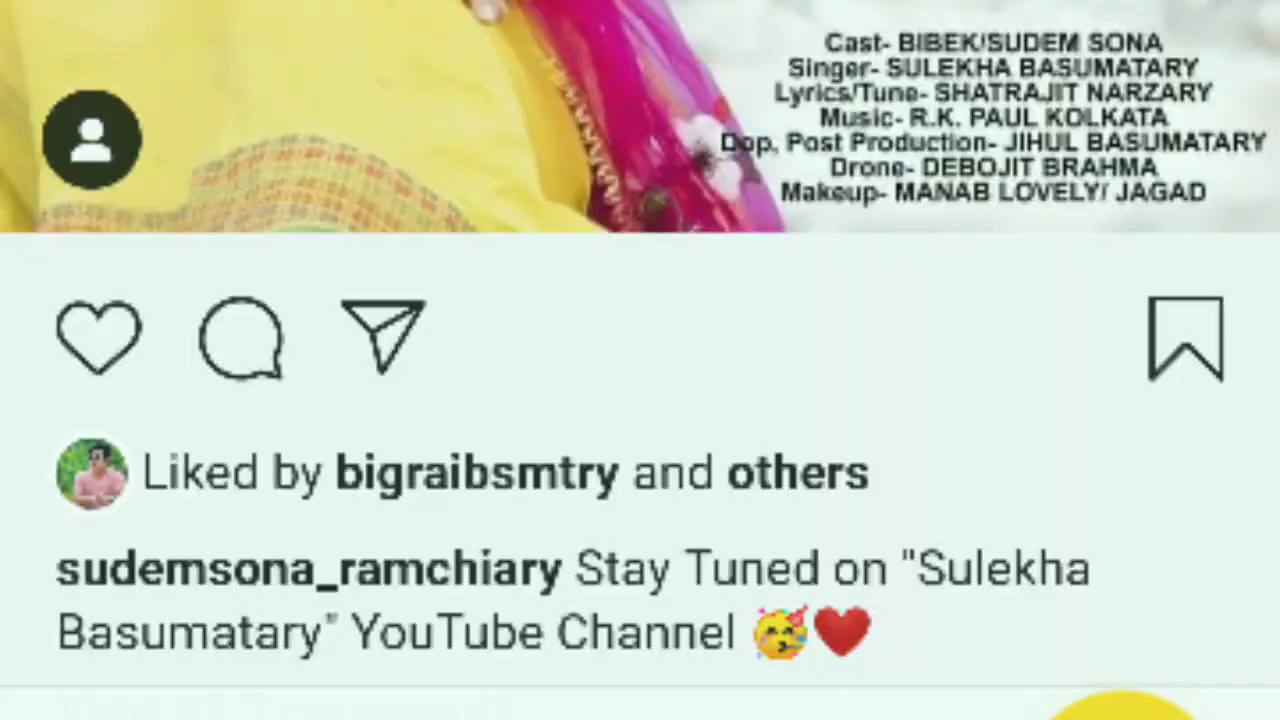 Cast- BIBEK/SUDEM SONA
Singer- SULEKHA BASUMATARY
Lyrics/Tune- SHATRAJIT NARZARY
Music- R.K. PAUL KOLKATA
Dop, Post Production- JIHUL BASUMATARY
Drone- DEBOJIT BRAHMA
Makeup- MANAB LOVELY/ JAGAD
Liked by bigraibsmtry and others
sudemsona_ramchiary Stay Tuned on "Sulekha
Basumatary" YouTube Channel 🥳❤️